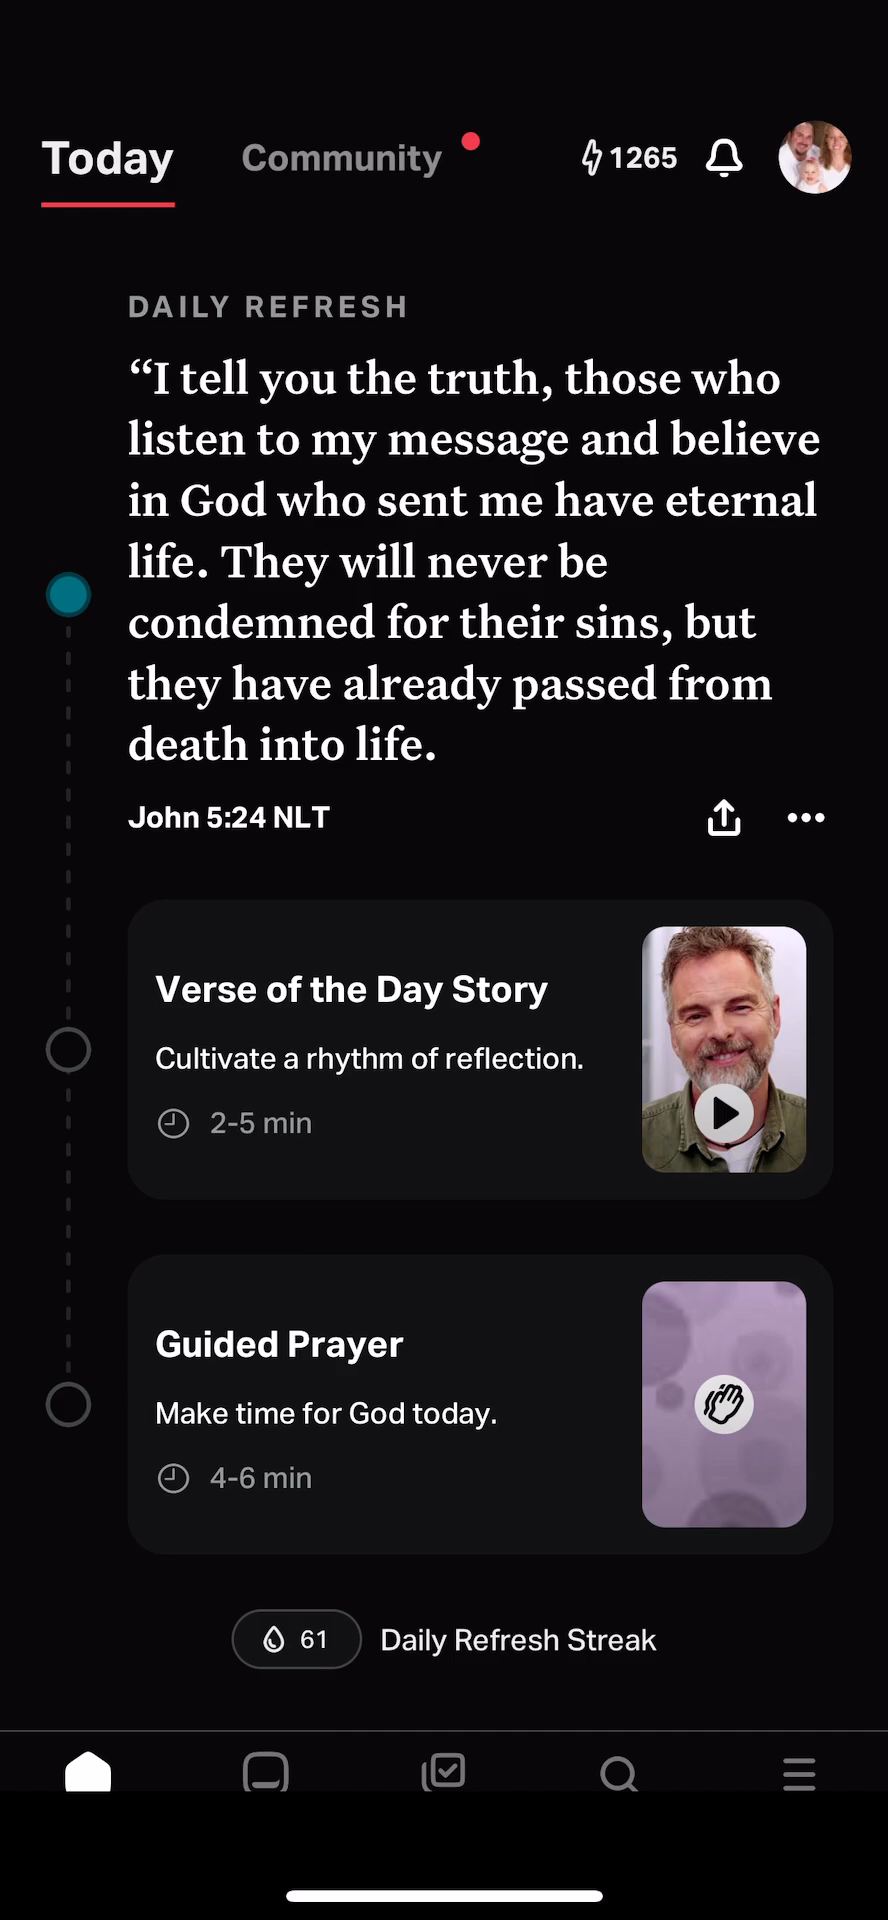 Today
Community
1265
DAILY REFRESH
“I tell you the truth, those who
listen to my message and believe
in God who sent me have eternal
life. They will never be
condemned for their sins, but
they have already passed from
death into life.
John 5:24 NLT
Verse of the Day Story
Cultivate a rhythm of reflection.
2-5 min
Guided Prayer
Make time for God today.
4-6 min
61
Daily Refresh Streak